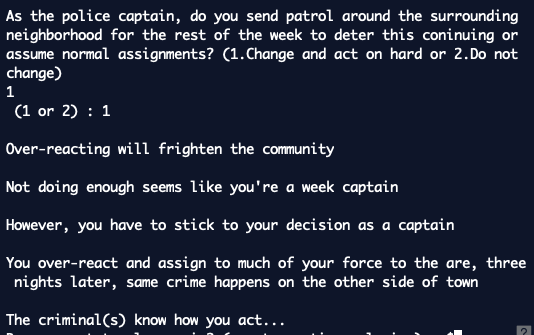 As the police captain, do you send patrol around the surrounding
neighborhood for the rest of the week to deter this coninuing or
assume normal assignments? (1.Change and act on hard or 2.Do not
change)
1
(1 or 2) : 1
Over-reacting will frighten the community
Not doing enough seems like you're a week captain
However, you have to stick to your decision as a captain
You over-react and assign to much of your force to the are, three
nights later, same crime happens on the other side of town
The criminal(s) know how you act...